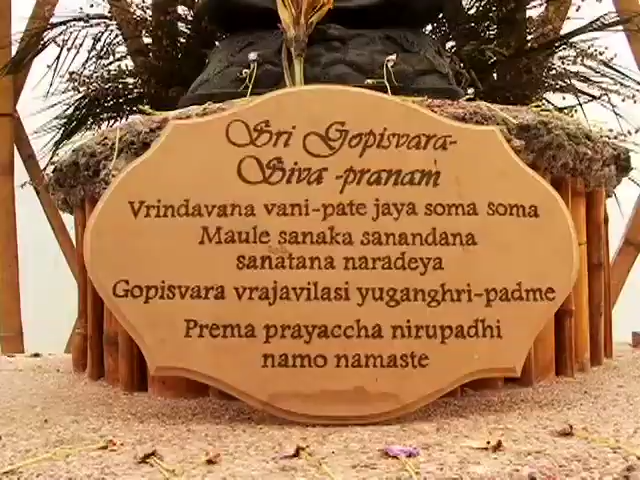 Sri Gopisvara-
Siva -pranam
Vrindavana vani-pate jaya soma soma
Maule sanaka sanandana
sanatana naradeya
Gopisvara vrajavilasi yuganghri-padme
Prema prayaccha nirupadhi
namo namaste